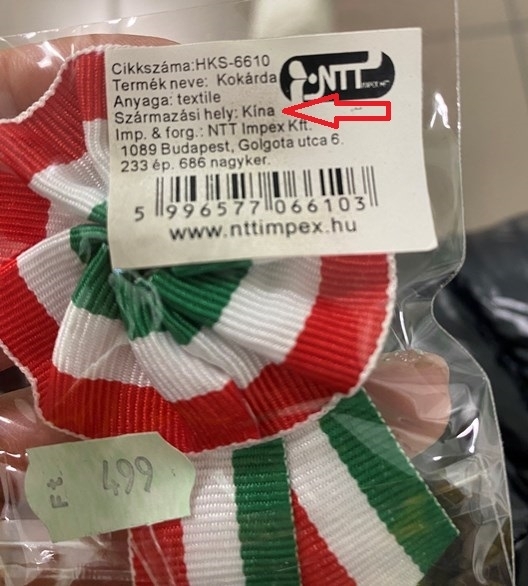 Cikkszáma:HKS-6610
Termék neve: Kokárda
Anyaga: textile
Származási hely: Kína
Imp. & forg.: NTT Impex Kft.
1089 Budapest, Golgota utca 6.
233 ép. 686 nagyker.
NTT
IMPEX
5 996577 066103
www.nttimpex.hu
Ft. 499